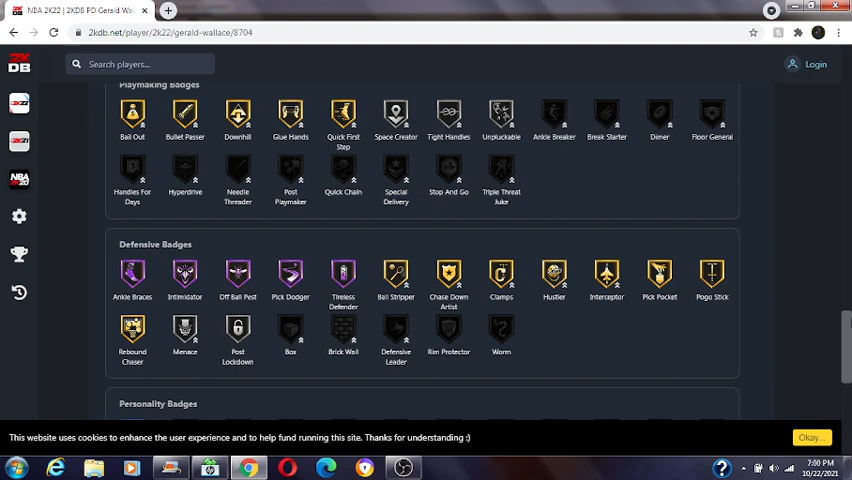 NBA 2K22 | 2KDB PD Gerald Wa
2kdb.net/player/2k22/gerald-wallace/8704
2K DB
Search players...
Login
Playmaking Badges
Bail Out Bullet Passer Downhill Glue Hands Quick First Step Space Creator Tight Handles Unpluckable Ankle Breaker Break Starter Dimer Floor General
Handles For Days Hyperdrive Needle Threader Post Playmaker Quick Chain Special Delivery Stop And Go Triple Threat Juke
Defensive Badges
Ankle Braces Intimidator Off Ball Pest Pick Dodger Tireless Defender Ball Stripper Chase Down Artist Clamps Hustler Interceptor Pick Pocket Pogo Stick
Rebound Chaser Menace Post Lockdown Box Brick Wall Defensive Leader Rim Protector Worm
Personality Badges
This website uses cookies to enhance the user experience and to help fund running this site. Thanks for understanding :)
Okay...
7:00 PM
10/22/2021